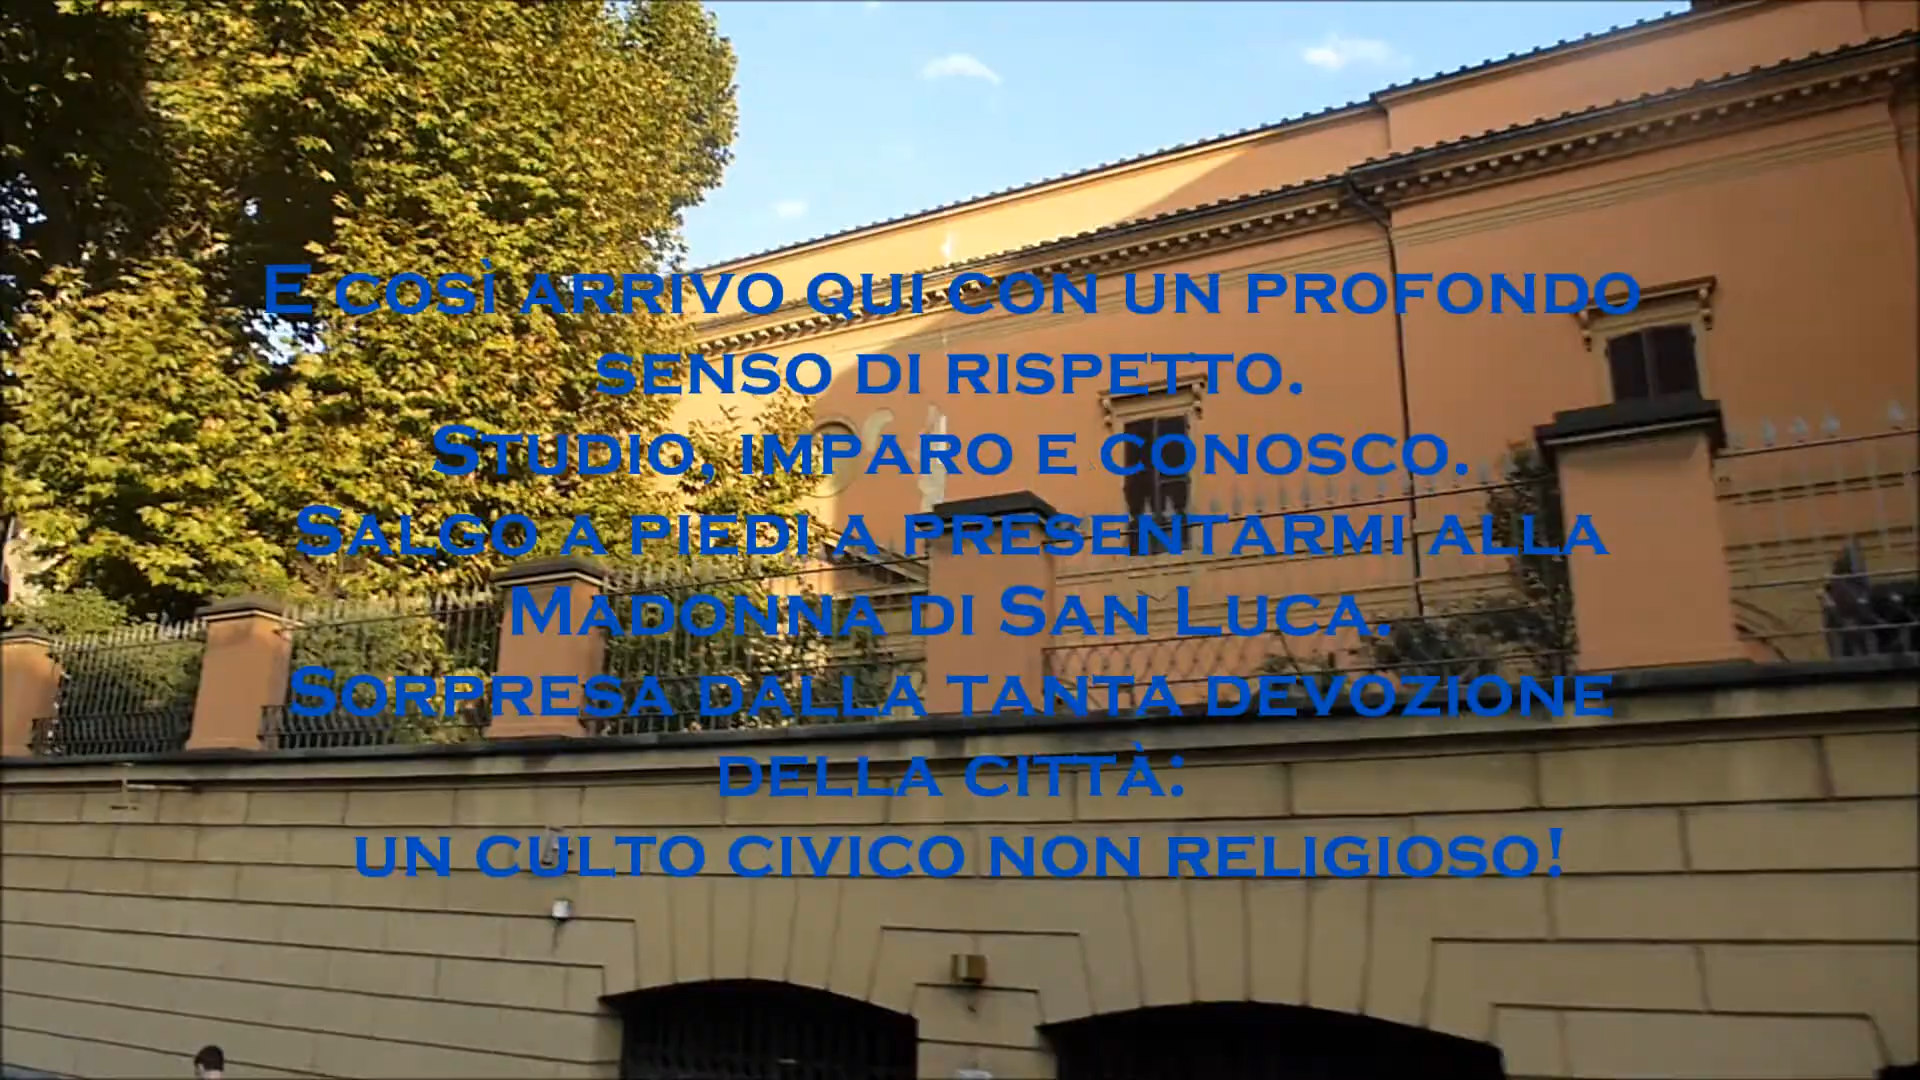 E così arrivo qui con un profondo
senso di rispetto.
Studio, imparo e conosco.
Salgo a piedi a presentarmi alla
Madonna di San Luca.
Sorpresa dalla tanta devozione
della città:
un culto civico non religioso!